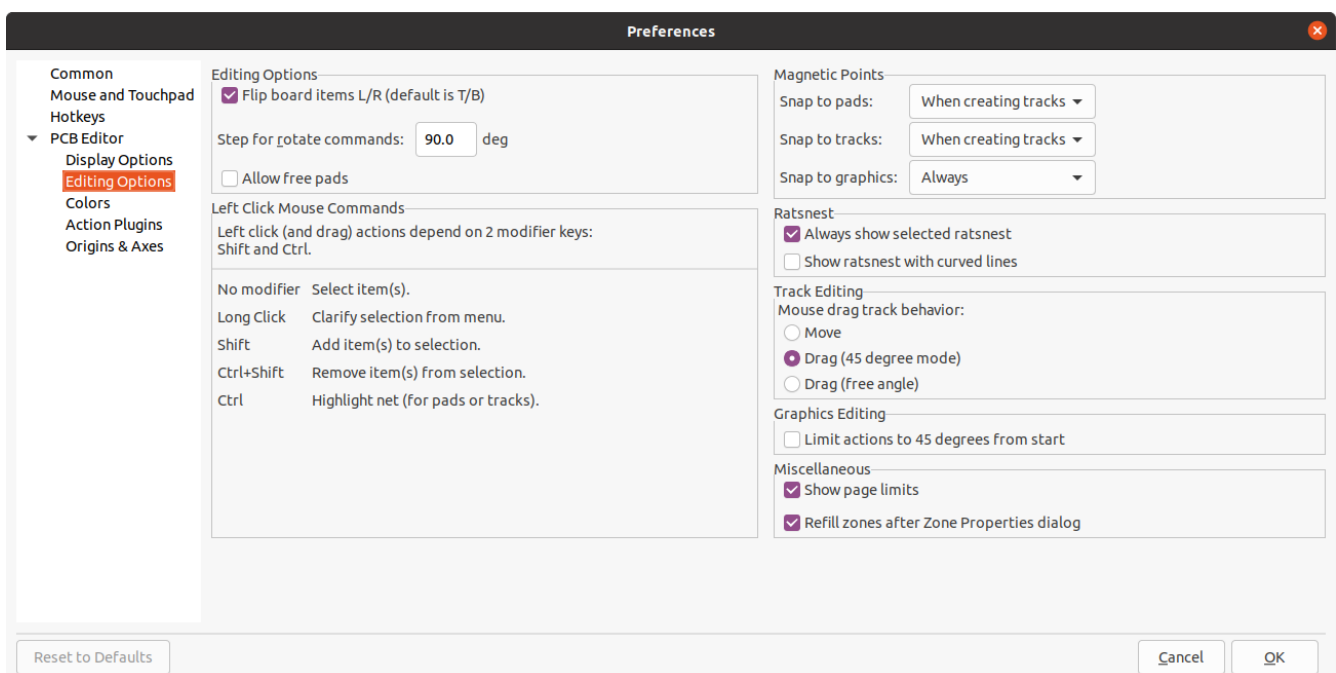 Preferences
Common
Mouse and Touchpad
Hotkeys
PCB Editor
Display Options
Editing Options
Colors
Action Plugins
Origins & Axes
Editing Options
Flip board items L/R (default is T/B)
Step for rotate commands: 90.0 deg
Allow free pads
Left Click Mouse Commands
Left click (and drag) actions depend on 2 modifier keys:
Shift and Ctrl.
No modifier Select item(s).
Long Click Clarify selection from menu.
Shift Add item(s) to selection.
Ctrl+Shift Remove item(s) from selection.
Ctrl Highlight net (for pads or tracks).
Magnetic Points
Snap to pads: When creating tracks
Snap to tracks: When creating tracks
Snap to graphics: Always
Ratsnest
Always show selected ratsnest
Show ratsnest with curved lines
Track Editing
Mouse drag track behavior:
Move
Drag (45 degree mode)
Drag (free angle)
Graphics Editing
Limit actions to 45 degrees from start
Miscellaneous
Show page limits
Refill zones after Zone Properties dialog
Reset to Defaults
Cancel
OK